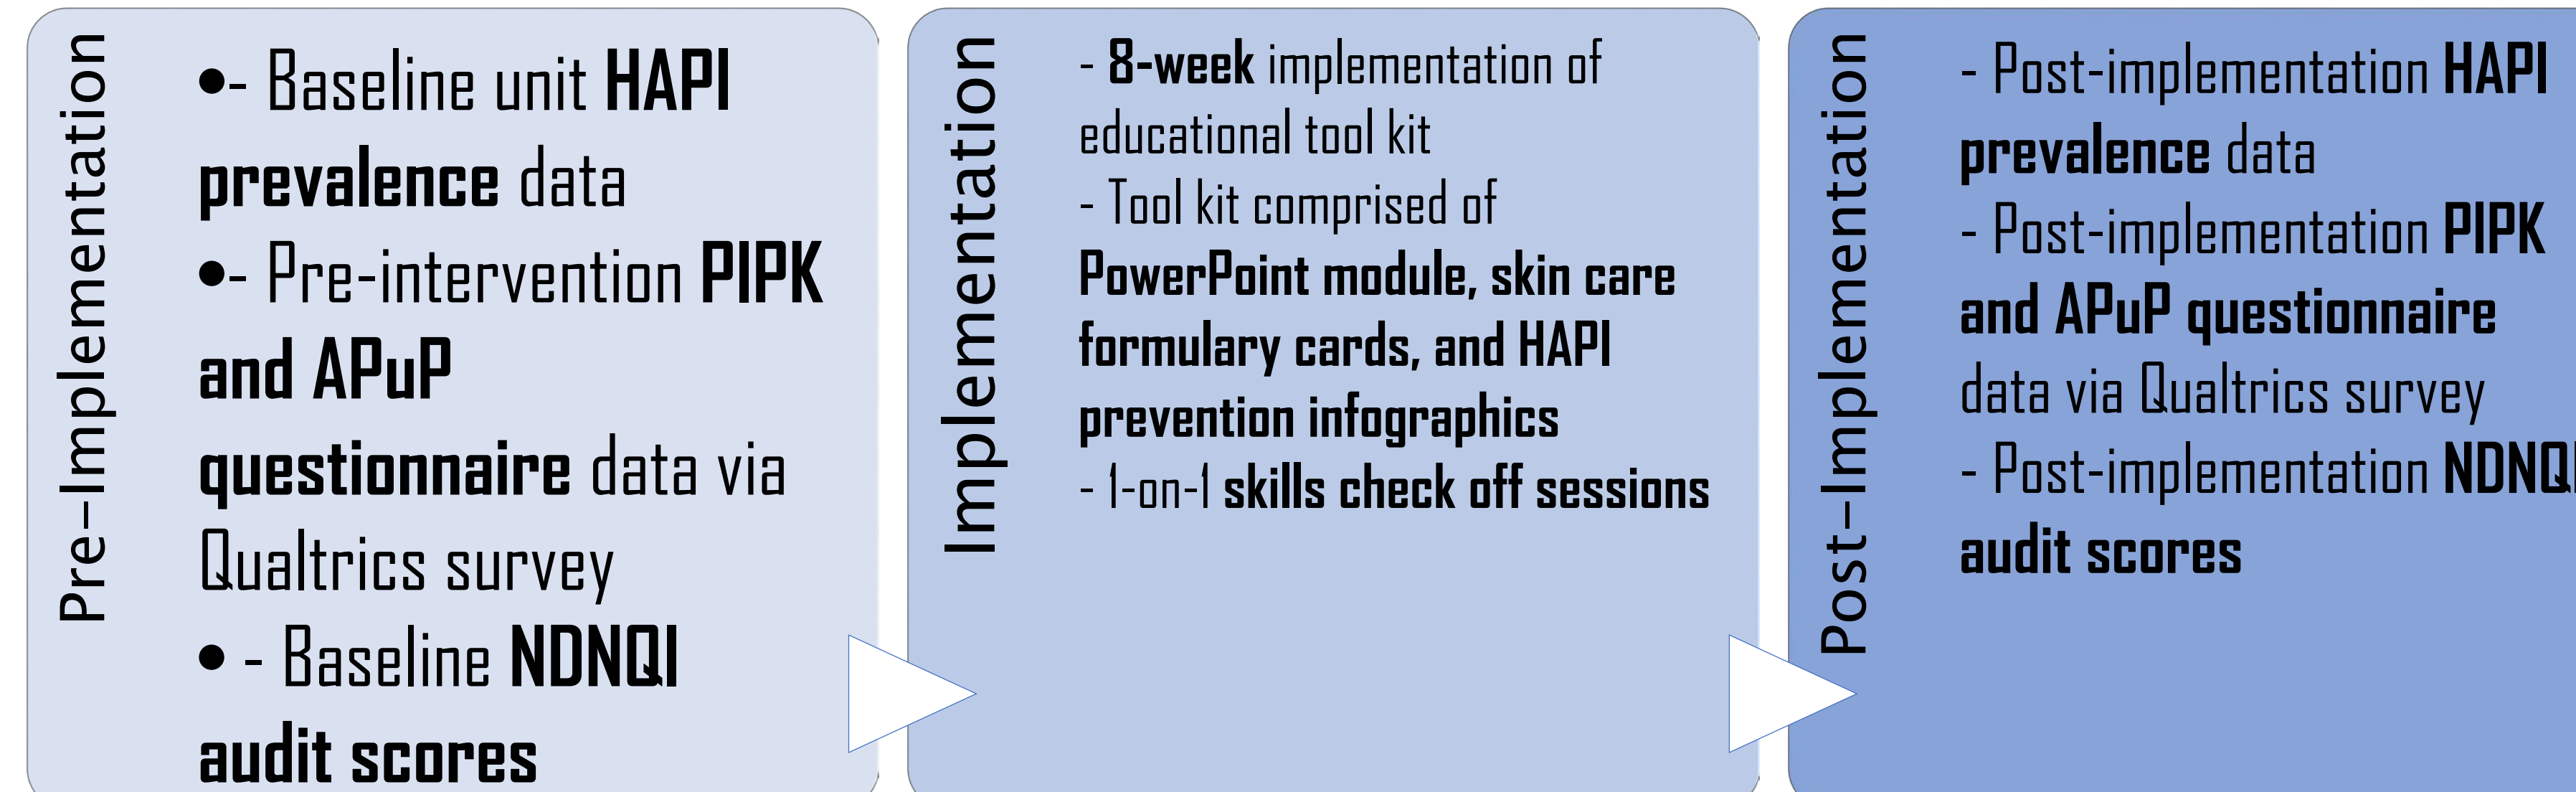 Pre-Implementation
•- Baseline unit HAPI
prevalence data
•- Pre-intervention PIPK
and APuP
questionnaire data via
Qualtrics survey
• - Baseline NDNQI
audit scores
Implementation
- 8-week implementation of
educational tool kit
- Tool kit comprised of
PowerPoint module, skin care
formulary cards, and HAPI
prevention infographics
- 1-on-1 skills check off sessions
Post-Implementation
- Post-implementation HAPI
prevalence data
- Post-implementation PIPK
and APuP questionnaire
data via Qualtrics survey
- Post-implementation NDNQI
audit scores